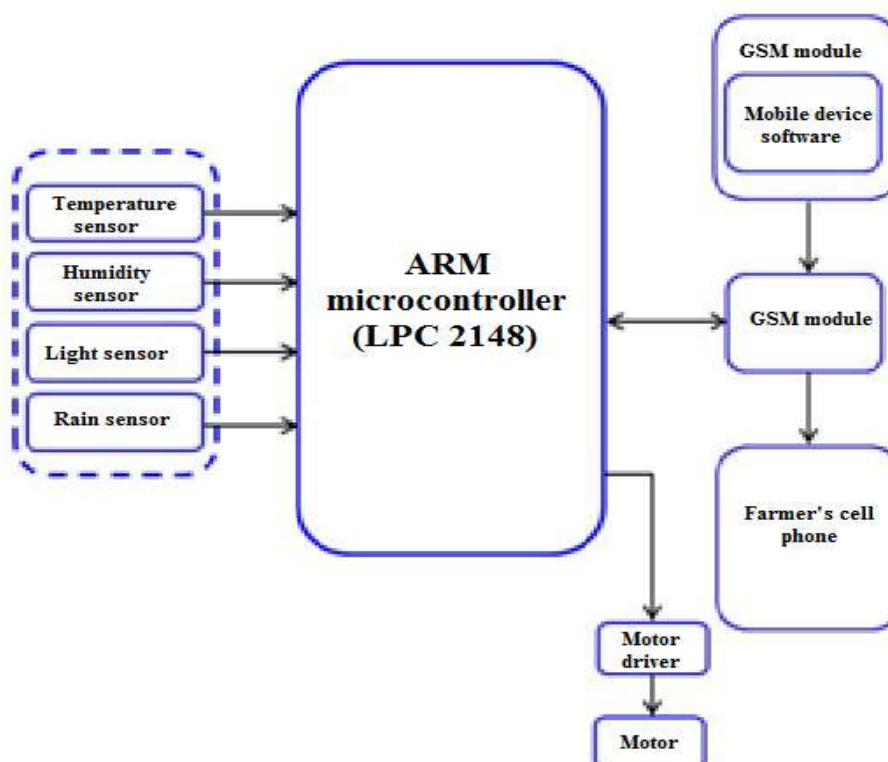 Temperature
sensor
Humidity
sensor
Light sensor
Rain sensor
ARM
microcontroller
(LPC 2148)
GSM module
Mobile device
software
GSM module
Farmer's cell
phone
Motor
driver
Motor